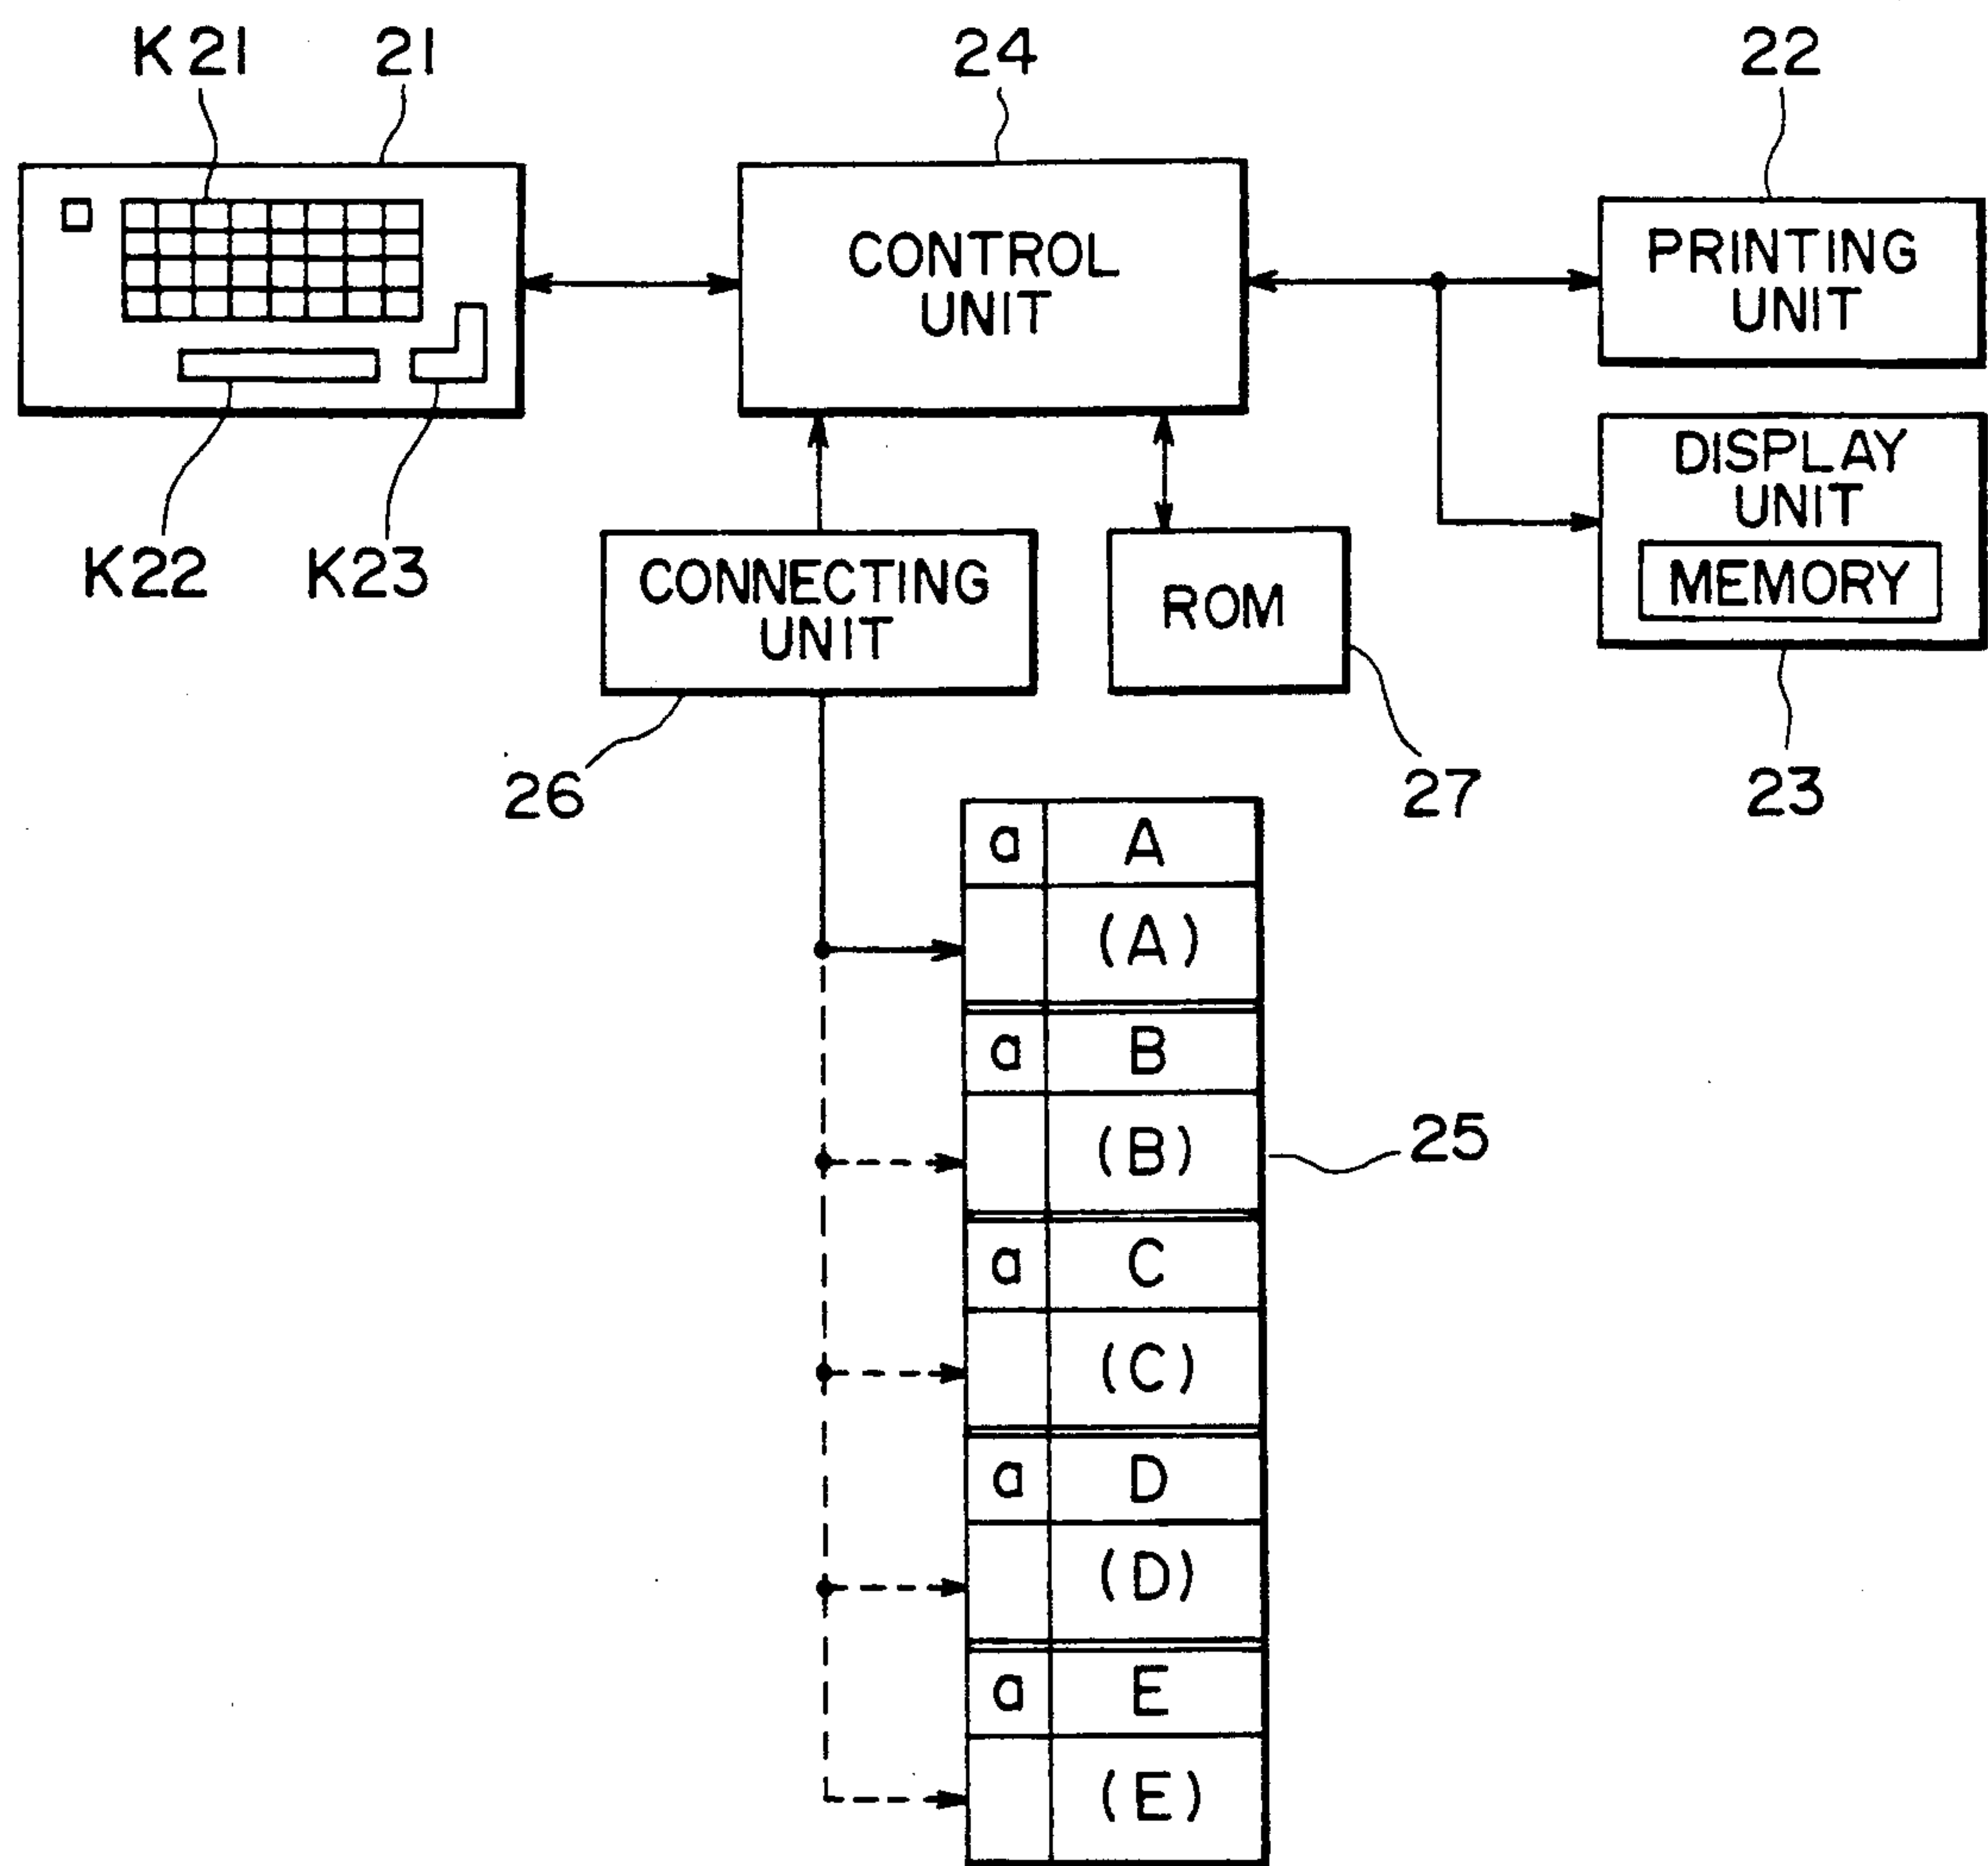 K21
21
24
22
CONTROL
UNIT
PRINTING
UNIT
DISPLAY
UNIT
MEMORY
K22
K23
CONNECTING
UNIT
ROM
26
27
23
a A
(A)
a B
(B)
25
a C
(C)
a D
(D)
a E
(E)